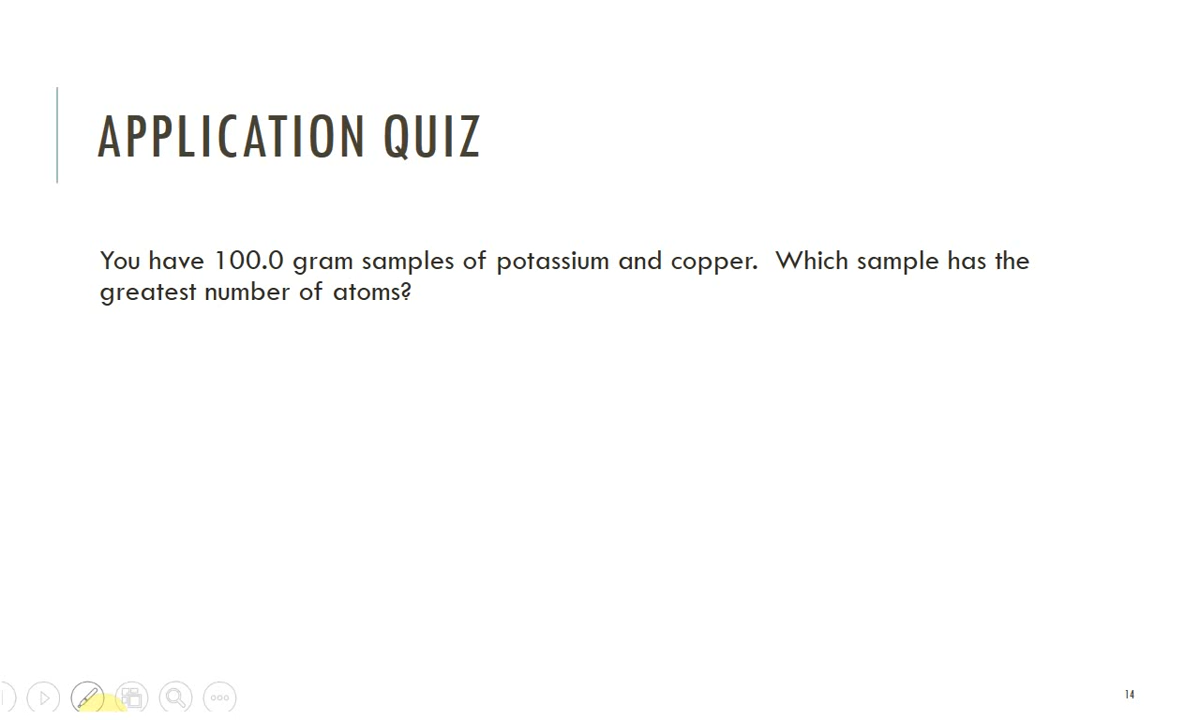 APPLICATION QUIZ
You have 100.0 gram samples of potassium and copper.  Which sample has the
greatest number of atoms?
14